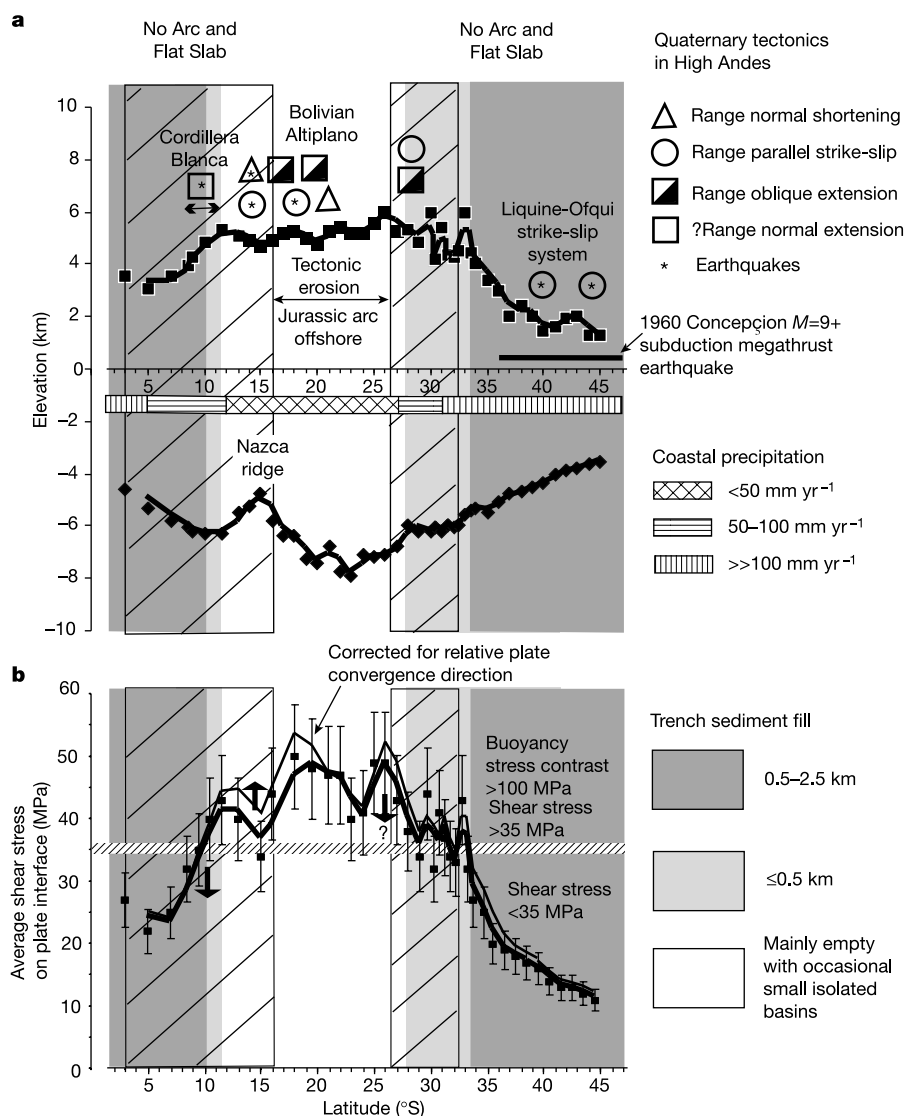 a
No Arc and
Flat Slab
No Arc and
Flat Slab
Quaternary tectonics
in High Andes
Range normal shortening
Range parallel strike-slip
Range oblique extension
?Range normal extension
* Earthquakes
Elevation (km)
10
8
6
4
2
0
−2
−4
−6
−8
−10
Cordillera
Blanca
Bolivian
Altiplano
Liquine-Ofqui
strike-slip
system
Tectonic
erosion
Jurassic arc
offshore
1960 Concepçion M=9+
subduction megathrust
earthquake
5 10 15 20 25 30 35 40 45
Nazca
ridge
Coastal precipitation
<50 mm yr⁻¹
50–100 mm yr⁻¹
>>100 mm yr⁻¹
b
Corrected for relative plate
convergence direction
Average shear stress
on plate interface (MPa)
60
50
40
30
20
10
0
Buoyancy
stress contrast
>100 MPa
Shear stress
>35 MPa
?
Shear stress
<35 MPa
5 10 15 20 25 30 35 40 45
Latitude (°S)
Trench sediment fill
0.5–2.5 km
≤0.5 km
Mainly empty
with occasional
small isolated
basins